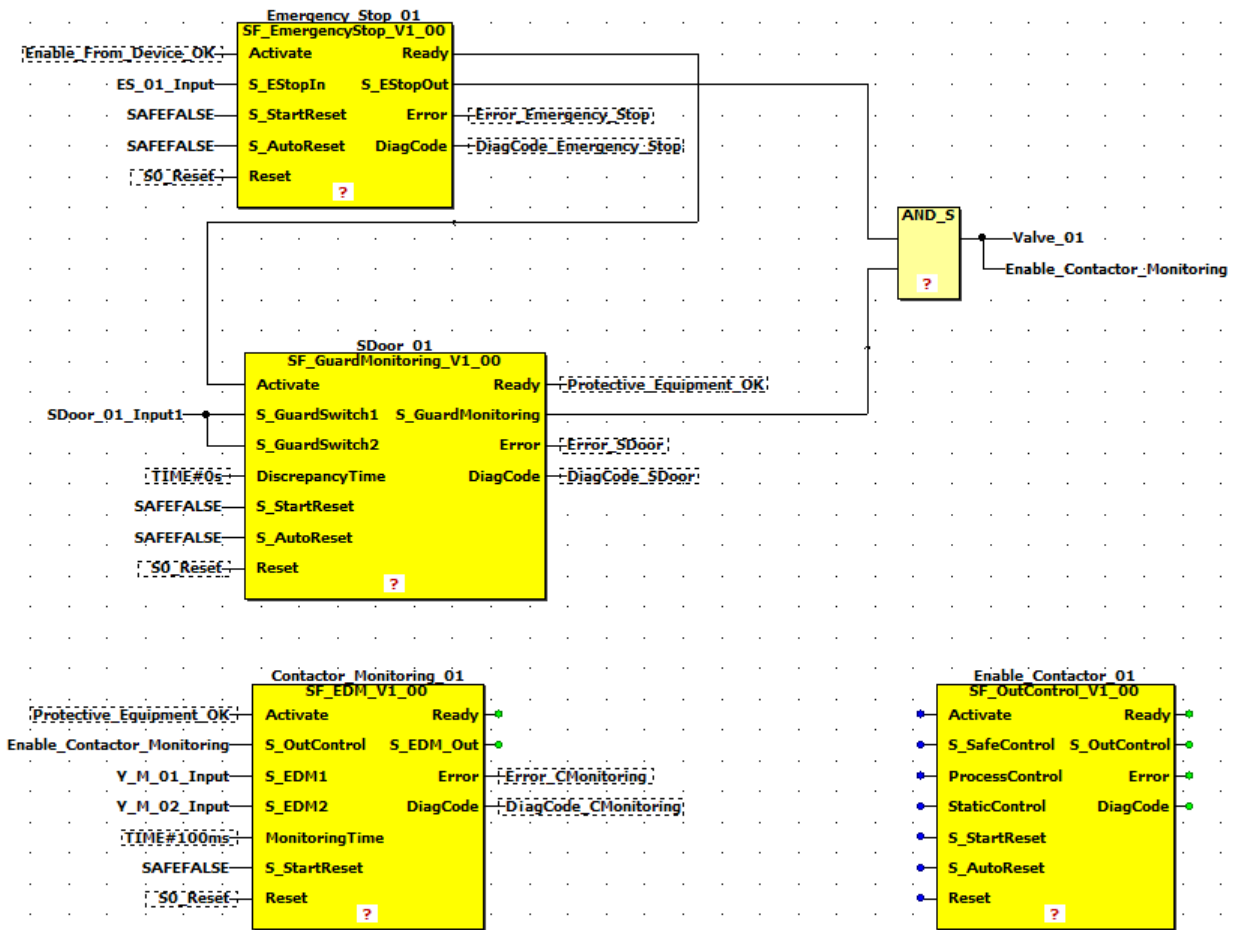 Emergency_Stop_01
SF_EmergencyStop_V1_00
Enable_From_Device_OK Activate Ready
ES_01_Input S_EStopIn S_EStopOut
SAFEFALSE S_StartReset Error Error_Emergency_Stop
SAFEFALSE S_AutoReset DiagCode DiagCode_Emergency_Stop
S0_Reset Reset
?
AND_S
Valve_01
Enable_Contactor_Monitoring
?
SDoor_01
SF_GuardMonitoring_V1_00
Activate Ready Protective_Equipment_OK
SDoor_01_Input1 S_GuardSwitch1 S_GuardMonitoring
S_GuardSwitch2 Error Error_SDoor
TIME#0s DiscrepancyTime DiagCode DiagCode_SDoor
SAFEFALSE S_StartReset
SAFEFALSE S_AutoReset
S0_Reset Reset
?
Contactor_Monitoring_01
SF_EDM_V1_00
Protective_Equipment_OK Activate Ready
Enable_Contactor_Monitoring S_OutControl S_EDM_Out
Y_M_01_Input S_EDM1 Error Error_CMonitoring
Y_M_02_Input S_EDM2 DiagCode DiagCode_CMonitoring
TIME#100ms MonitoringTime
SAFEFALSE S_StartReset
S0_Reset Reset
?
Enable_Contactor_01
SF_OutControl_V1_00
Activate Ready
S_SafeControl S_OutControl
ProcessControl Error
StaticControl DiagCode
S_StartReset
S_AutoReset
Reset
?